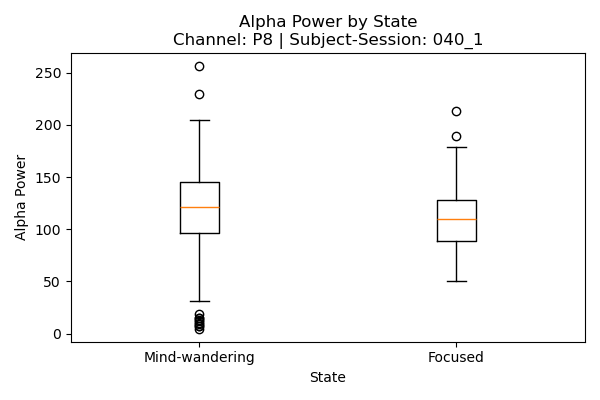 Alpha Power by State
Channel: P8 | Subject-Session: 040_1
Alpha Power
250
200
150
100
50
0
Mind-wandering
Focused
State